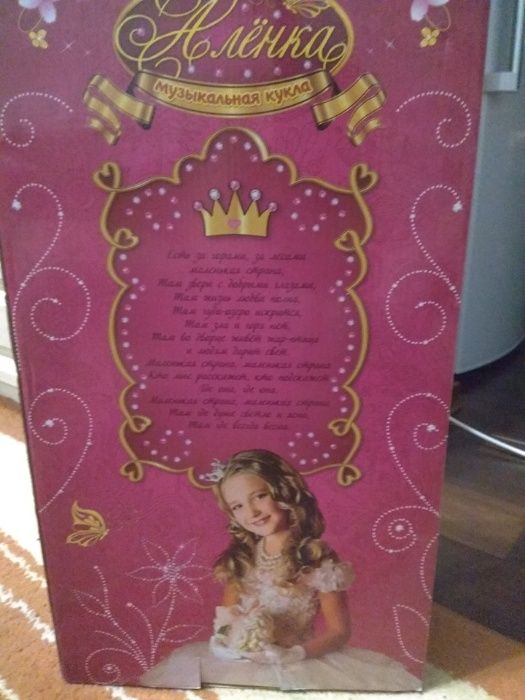 Алёнка
музыкальная кукла
Есть за горами, за лесами
маленькая страна,
Там звери с добрыми глазами,
Там жизнь любви полна,
Там чудо-озеро искрится,
Там зла и горя нет,
Там во дворце живёт жар-птица
и людям дарит свет.
Маленькая страна, маленькая страна
Кто мне расскажет, кто подскажет
Где она, где она,
Маленькая страна, маленькая страна
Там где душе светло и ясно,
Там где всегда весна.